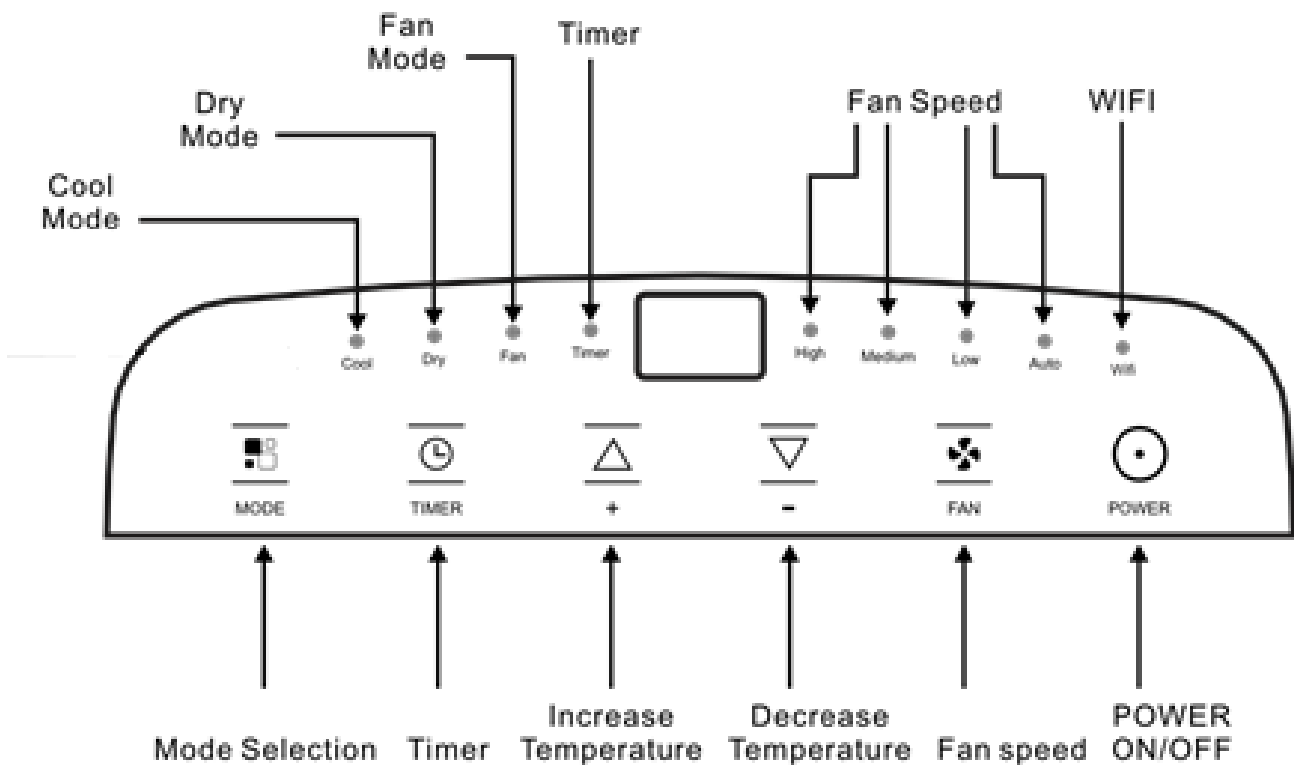 Fan
Mode
Timer
Dry
Mode
Fan Speed
WIFI
Cool
Mode
Cool
Dry
Fan
Timer
High
Medium
Low
Auto
Wifi
MODE
TIMER
+
-
FAN
POWER
Mode Selection
Timer
Increase
Temperature
Decrease
Temperature
Fan speed
POWER
ON/OFF